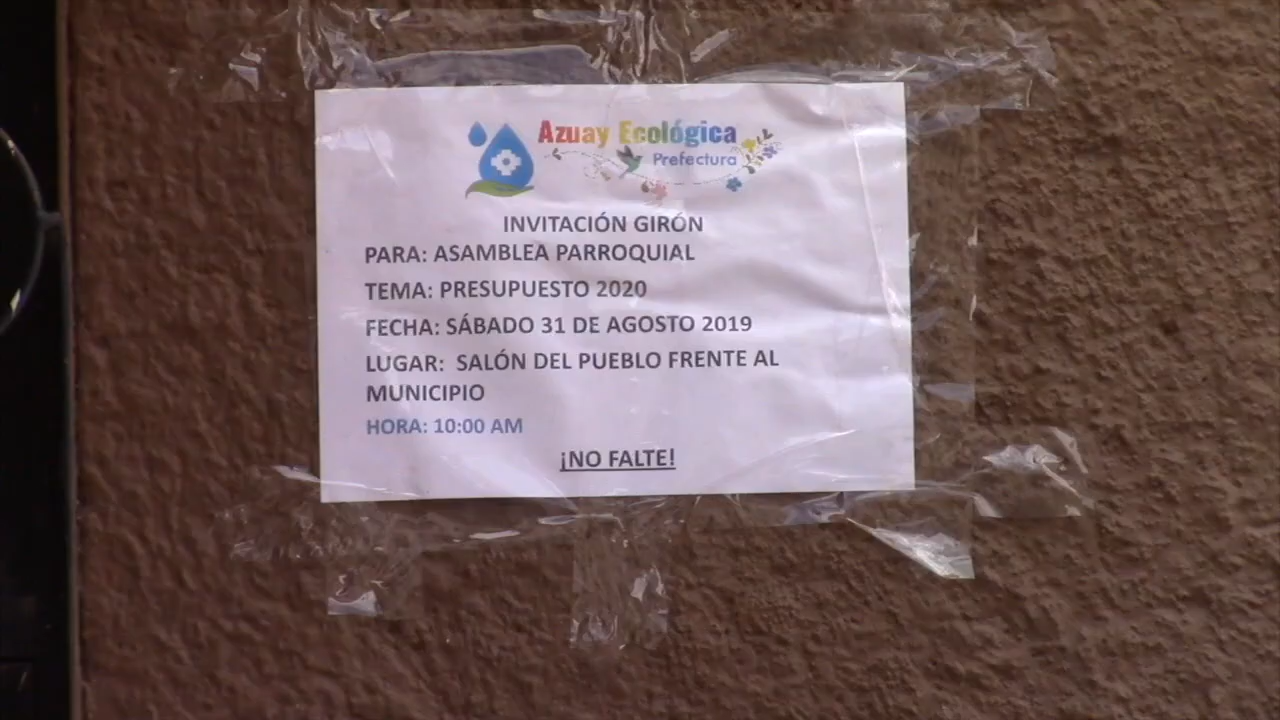 Azuay Ecológica
Prefectura
INVITACIÓN GIRÓN
PARA: ASAMBLEA PARROQUIAL
TEMA: PRESUPUESTO 2020
FECHA: SÁBADO 31 DE AGOSTO 2019
LUGAR: SALÓN DEL PUEBLO FRENTE AL
MUNICIPIO
HORA: 10:00 AM
¡NO FALTE!